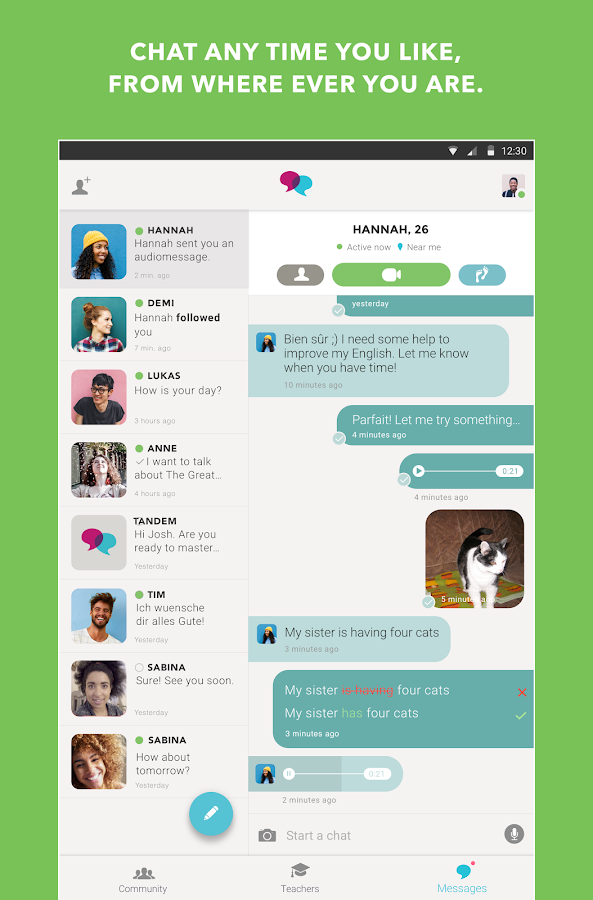 CHAT ANY TIME YOU LIKE,
FROM WHERE EVER YOU ARE.
12:30
HANNAH
Hannah sent you an
audiomessage.
2 min. ago
DEMI
Hannah followed
you
7 min. ago
LUKAS
How is your day?
3 hours ago
ANNE
I want to talk
about The Great...
4 hours ago
TANDEM
Hi Josh. Are you
ready to master...
Yesterday
TIM
Ich wuensche
dir alles Gute!
Yesterday
SABINA
Sure! See you soon.
Yesterday
SABINA
How about
tomorrow?
Yesterday
HANNAH, 26
Active now Near me
yesterday
Bien sûr ;) I need some help to
improve my English. Let me know
when you have time!
10 minutes ago
Parfait! Let me try something...
4 minutes ago
0:21
4 minutes ago
5 minutes ago
My sister is having four cats
3 minutes ago
My sister is having four cats
My sister has four cats
3 minutes ago
0:21
2 minutes ago
Start a chat
Community
Teachers
Messages